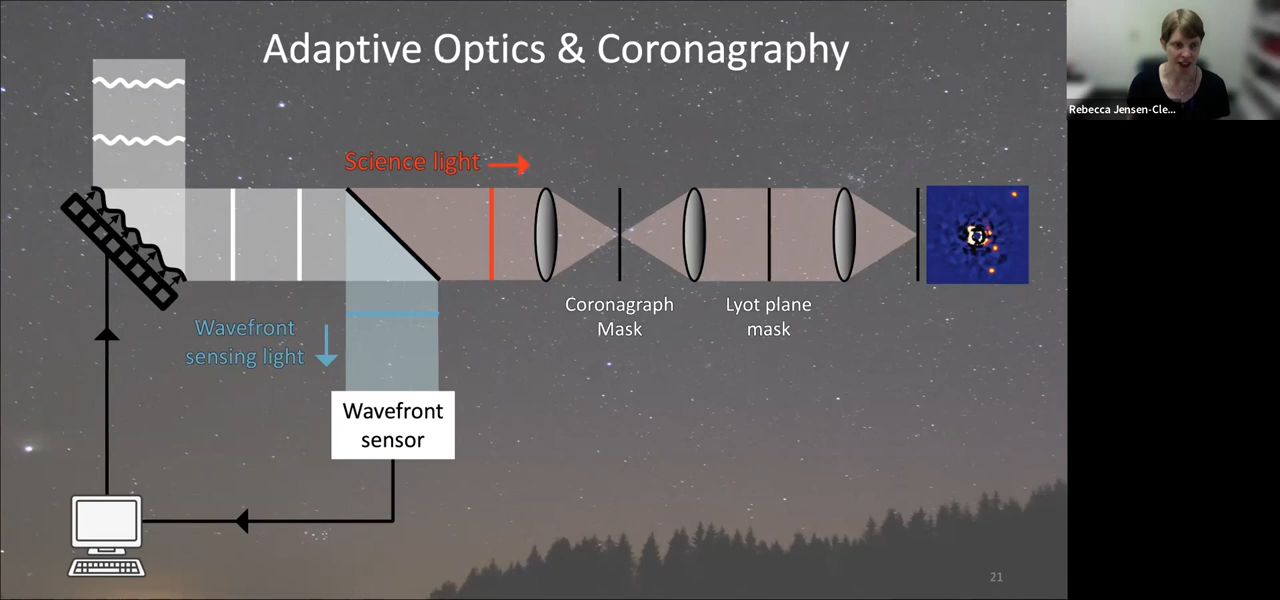 Adaptive Optics & Coronagraphy
Rebecca Jensen-Cle...
Science light
Coronagraph
Mask
Lyot plane
mask
Wavefront
sensing light
Wavefront
sensor
21